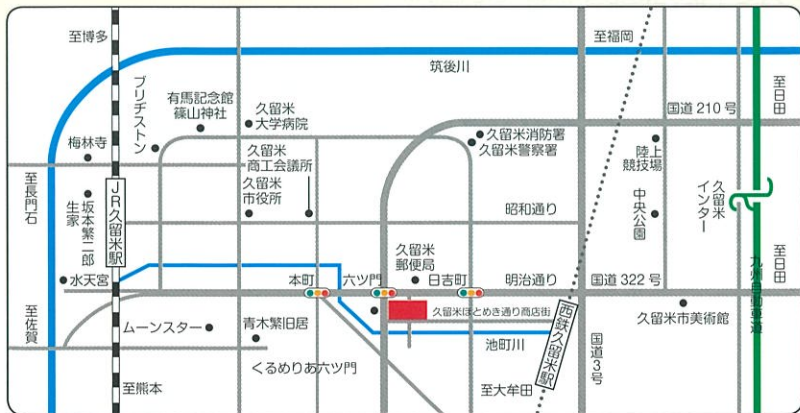 至博多
至福岡
筑後川
ブリヂストン
有馬記念館
篠山神社
久留米
大学病院
国道 210 号
至日田
久留米消防署
久留米警察署
梅林寺
久留米
商工会議所
陸上
競技場
至長門石
JR久留米駅
坂本繁二郎
生家
久留米
市役所
昭和通り
中央公園
久留米
インター
久留米
郵便局
水天宮
本町
六ツ門
日吉町
明治通り
国道 322 号
至日田
九州自動車道
至佐賀
ムーンスター
青木繁旧居
久留米ほとめき通り商店街
西鉄久留米駅
久留米市美術館
池町川
国道3号
くるめりあ六ツ門
至熊本
至大牟田